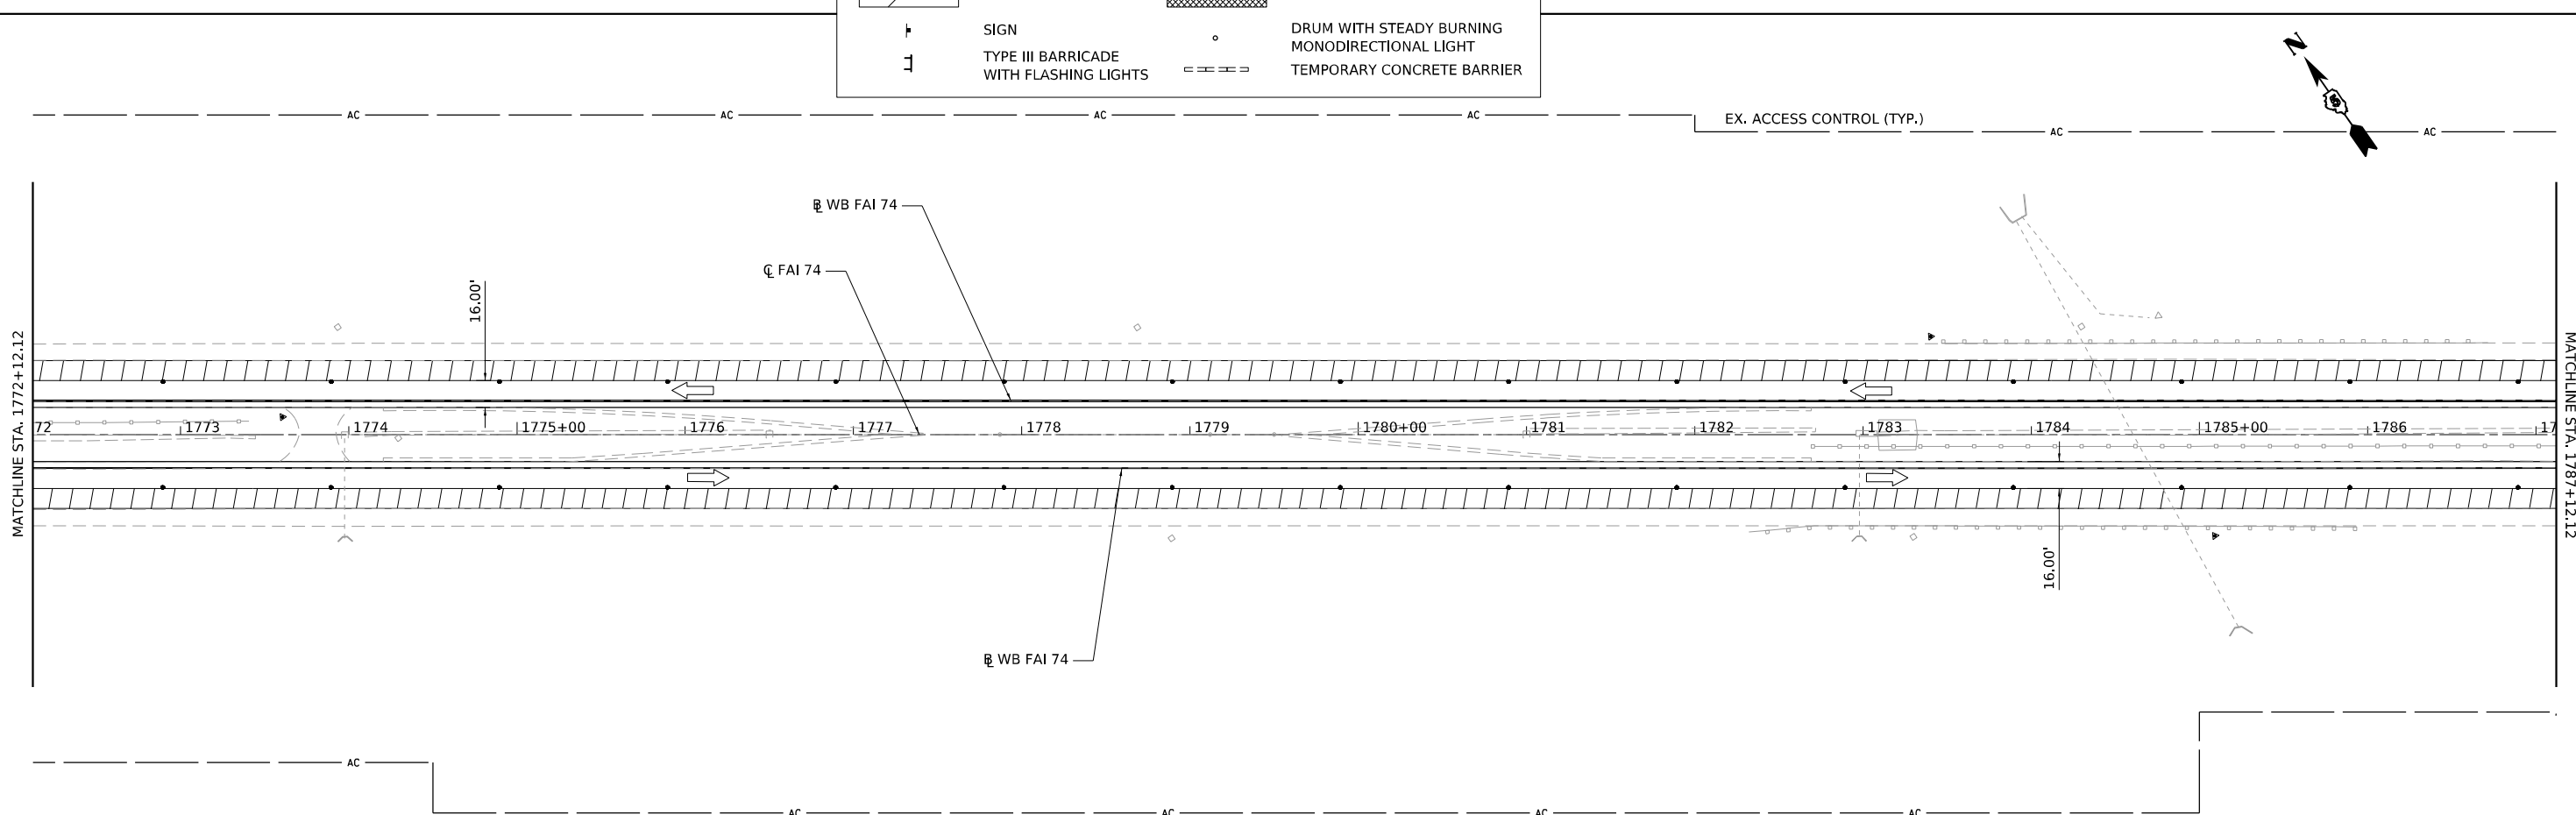 SIGN
TYPE III BARRICADE
WITH FLASHING LIGHTS
DRUM WITH STEADY BURNING
MONODIRECTIONAL LIGHT
TEMPORARY CONCRETE BARRIER
N
AC AC AC AC
EX. ACCESS CONTROL (TYP.)
AC AC
℄ FAI 74
WB FAI 74
16.00'
MATCHLINE STA. 1772+12.12
MATCHLINE STA. 1787+12.12
72 1773 1774 1775+00 1776 1777 1778 1779 1780+00 1781 1782 1783 1784 1785+00 1786 17
16.00'
WB FAI 74
AC
AC AC AC AC